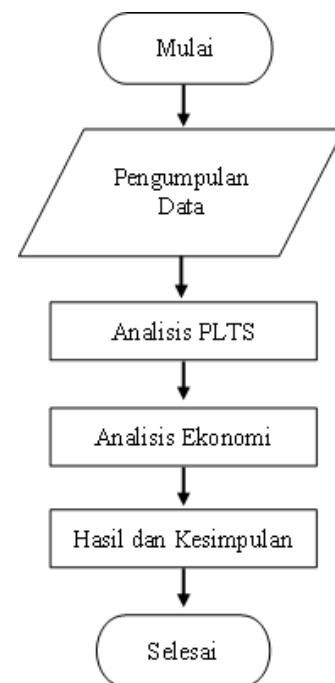 Mulai
Pengumpulan
Data
Analisis PLTS
Analisis Ekonomi
Hasil dan Kesimpulan
Selesai